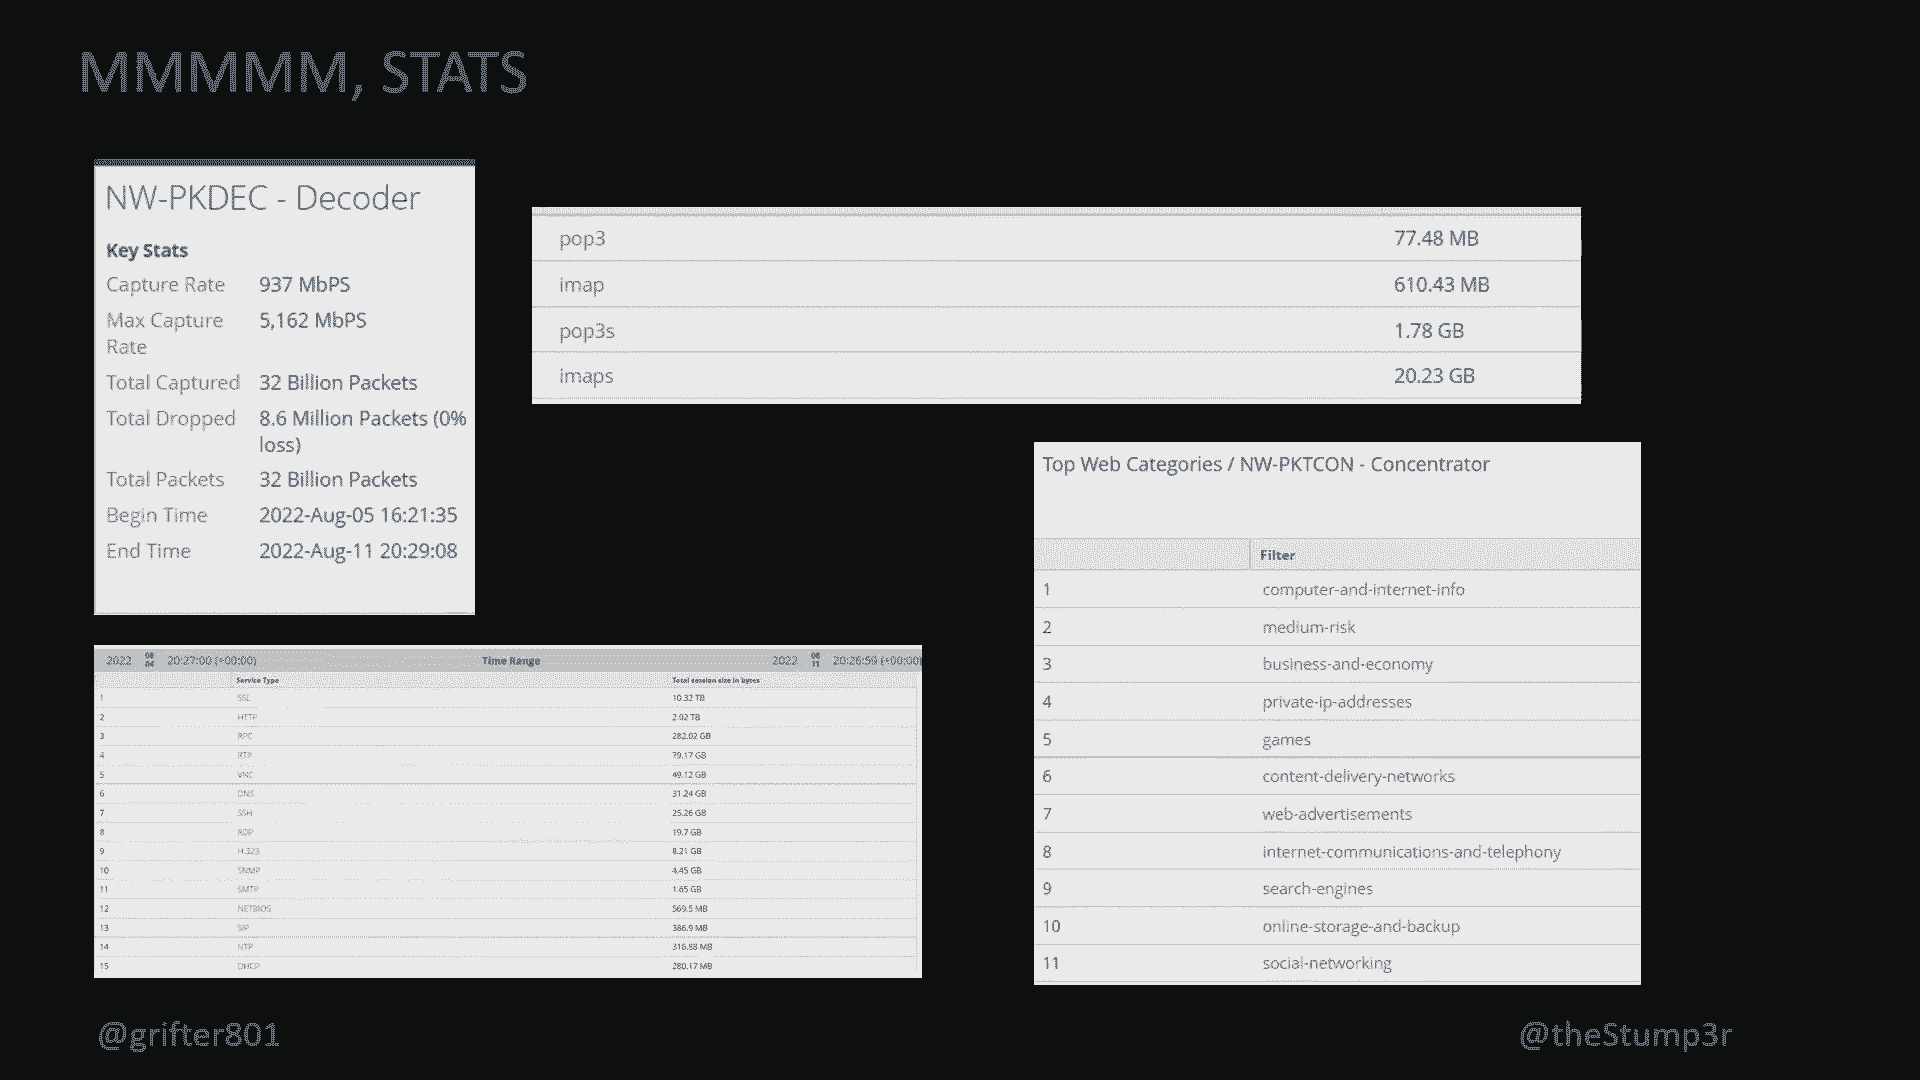 MMMMM, STATS
NW-PKDEC - Decoder
Key Stats
Capture Rate 937 MbPS
Max Capture 5,162 MbPS
Rate
Total Captured 32 Billion Packets
Total Dropped 8.6 Million Packets (0%
loss)
Total Packets 32 Billion Packets
Begin Time 2022-Aug-05 16:21:35
End Time 2022-Aug-11 20:29:08
pop3 77.48 MB
imap 610.43 MB
pop3s 1.78 GB
imaps 20.23 GB
2022 08 04 20:27:00 (+00:00) Time Range 2022 08 11 20:26:59 (+00:00)
Service Type Total session size in bytes
1 SSL 10.32 TB
2 HTTP 2.02 TB
3 RPC 282.02 GB
4 RTP 79.17 GB
5 VNC 49.12 GB
6 DNS 31.24 GB
7 SSH 25.26 GB
8 RDP 19.7 GB
9 H.323 8.21 GB
10 SNMP 4.45 GB
11 SMTP 1.65 GB
12 NETBIOS 569.5 MB
13 SIP 386.9 MB
14 NTP 316.88 MB
15 DHCP 280.17 MB
Top Web Categories / NW-PKTCON - Concentrator
Filter
1 computer-and-internet-info
2 medium-risk
3 business-and-economy
4 private-ip-addresses
5 games
6 content-delivery-networks
7 web-advertisements
8 internet-communications-and-telephony
9 search-engines
10 online-storage-and-backup
11 social-networking
@grifter801
@theStump3r